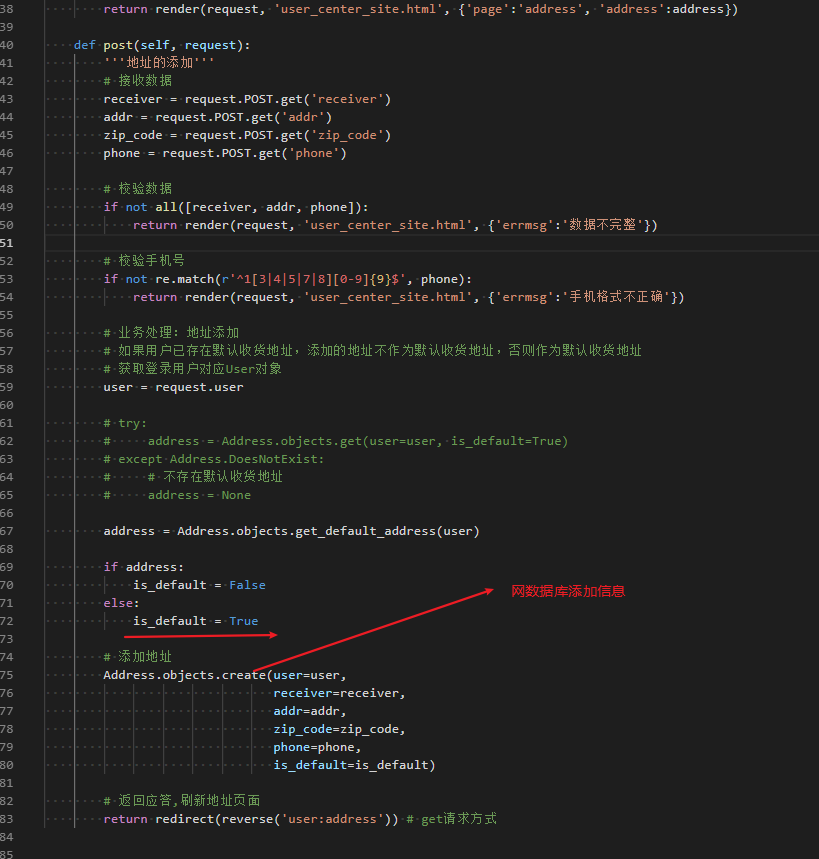 38 return render(request, 'user_center_site.html', {'page':'address', 'address':address})
39
40 def post(self, request):
41 '''地址的添加'''
42 # 接收数据
43 receiver = request.POST.get('receiver')
44 addr = request.POST.get('addr')
45 zip_code = request.POST.get('zip_code')
46 phone = request.POST.get('phone')
47
48 # 校验数据
49 if not all([receiver, addr, phone]):
50 return render(request, 'user_center_site.html', {'errmsg':'数据不完整'})
51
52 # 校验手机号
53 if not re.match(r'^1[3|4|5|7|8][0-9]{9}$', phone):
54 return render(request, 'user_center_site.html', {'errmsg':'手机格式不正确'})
55
56 # 业务处理: 地址添加
57 # 如果用户已存在默认收货地址，添加的地址不作为默认收货地址，否则作为默认收货地址
58 # 获取登录用户对应User对象
59 user = request.user
60
61 # try:
62 #     address = Address.objects.get(user=user, is_default=True)
63 # except Address.DoesNotExist:
64 #     # 不存在默认收货地址
65 #     address = None
66
67 address = Address.objects.get_default_address(user)
68
69 if address:
70 is_default = False
71 else:
72 is_default = True
73
网数据库添加信息
74 # 添加地址
75 Address.objects.create(user=user,
76 receiver=receiver,
77 addr=addr,
78 zip_code=zip_code,
79 phone=phone,
80 is_default=is_default)
81
82 # 返回应答,刷新地址页面
83 return redirect(reverse('user:address')) # get请求方式
84
85